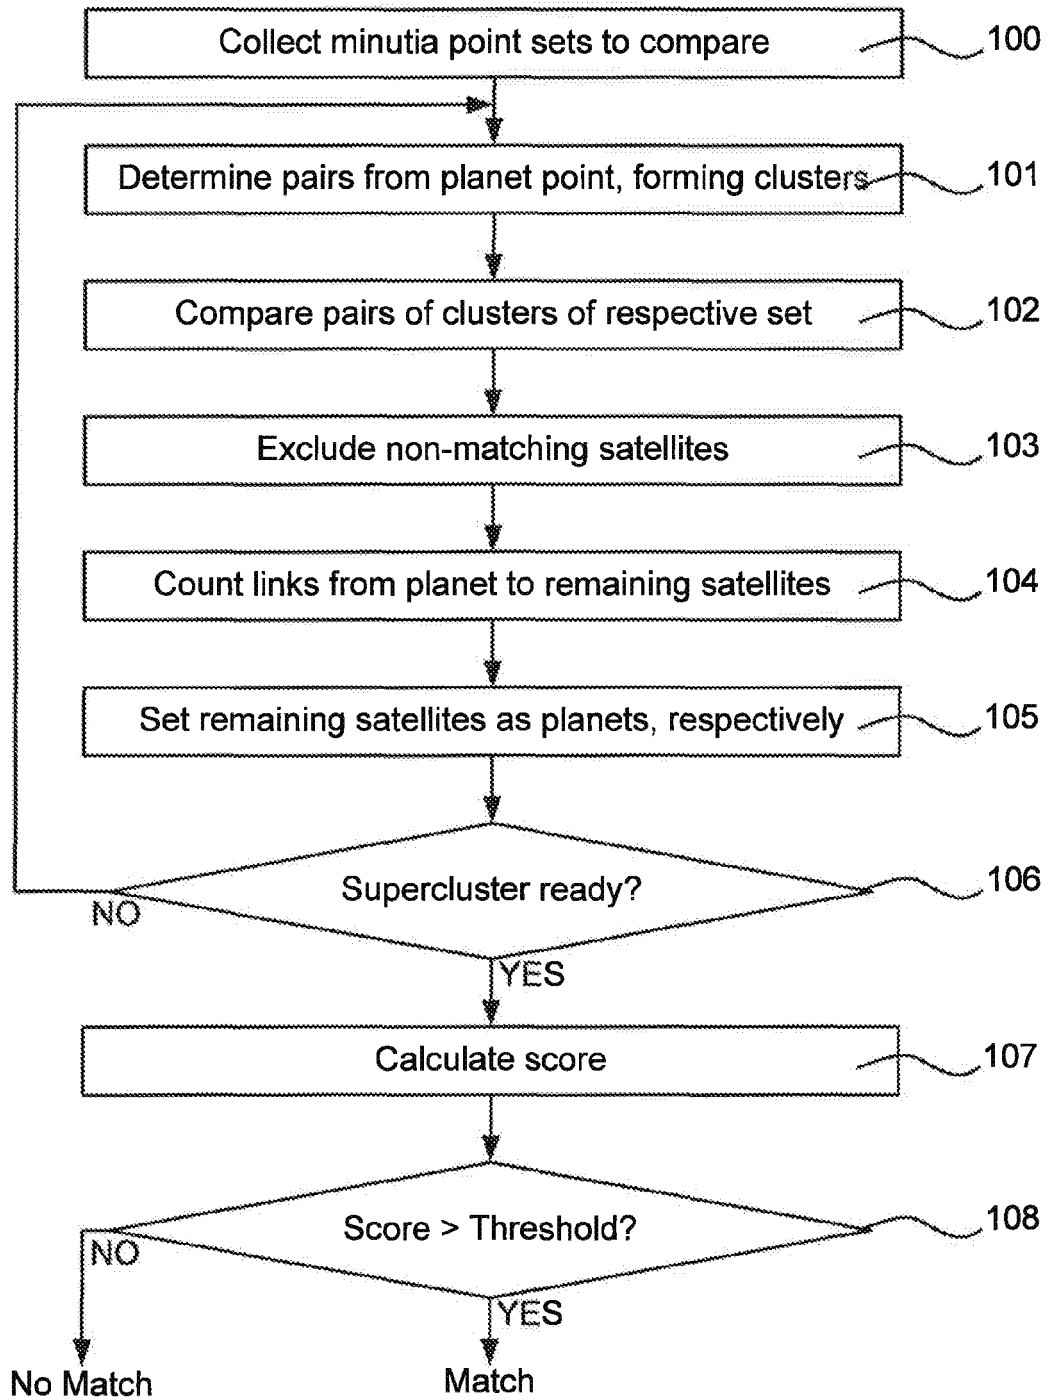 Collect minutia point sets to compare
100
Determine pairs from planet point, forming clusters
101
Compare pairs of clusters of respective set
102
Exclude non-matching satellites
103
Count links from planet to remaining satellites
104
Set remaining satellites as planets, respectively
105
Supercluster ready?
106
NO
YES
Calculate score
107
Score > Threshold?
108
NO
YES
No Match
Match